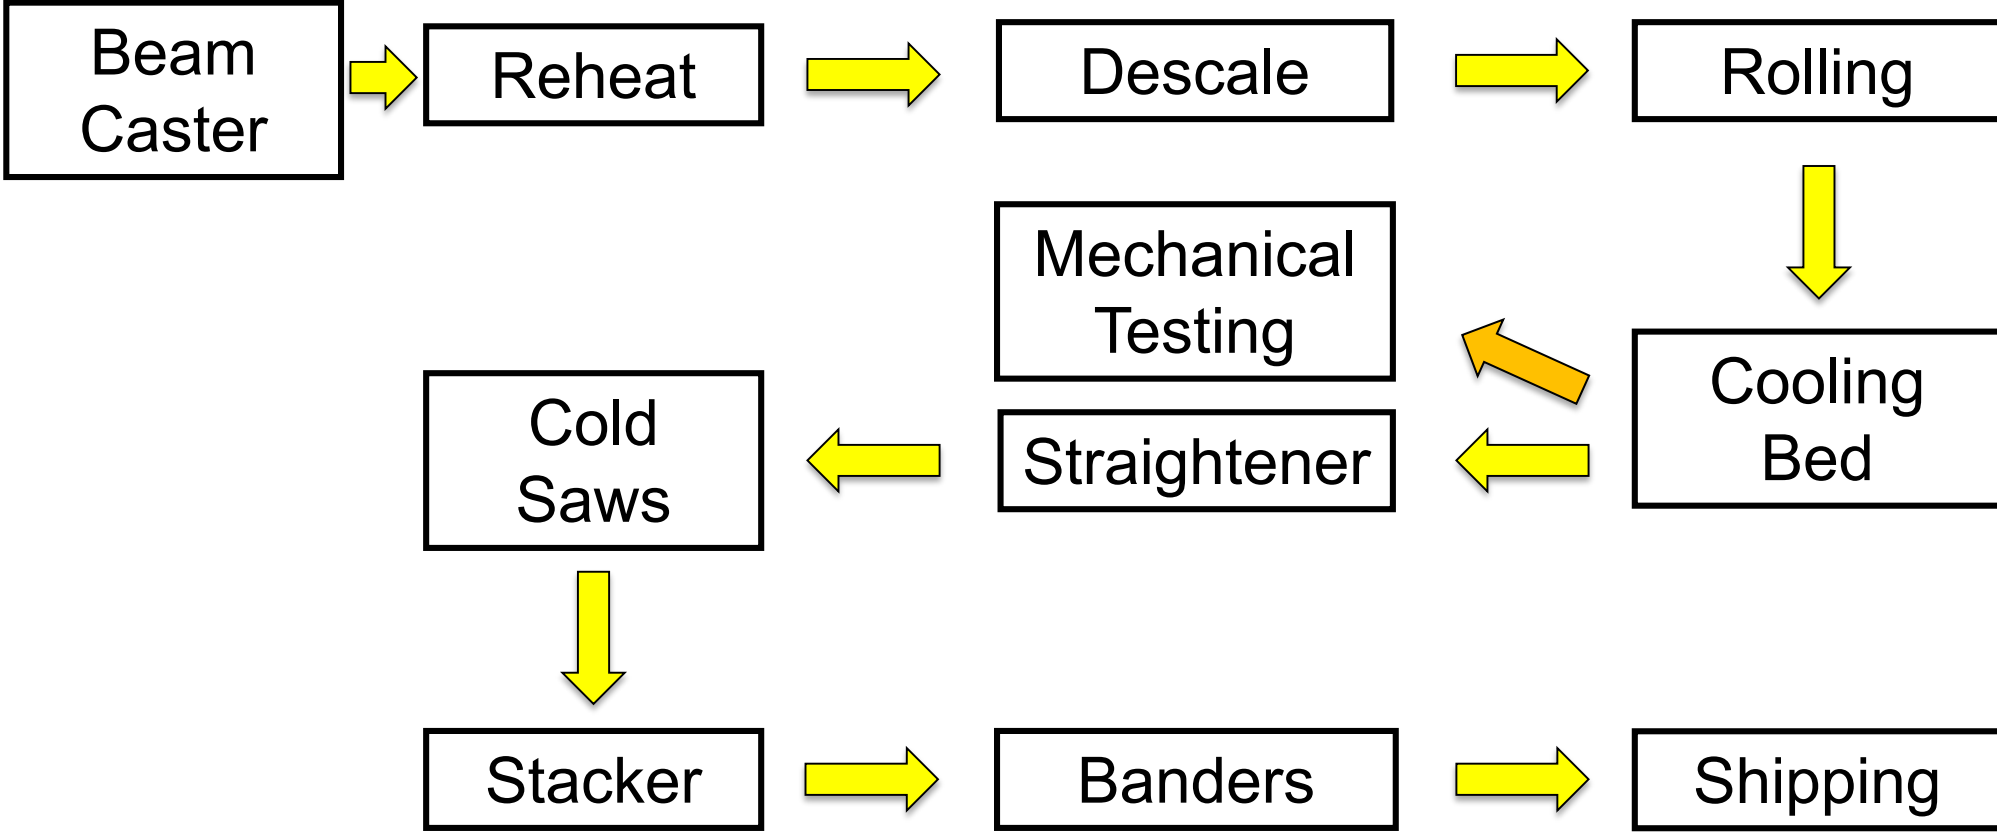 Beam
Caster
Reheat
Descale
Rolling
Mechanical
Testing
Cooling
Bed
Straightener
Cold
Saws
Stacker
Banders
Shipping